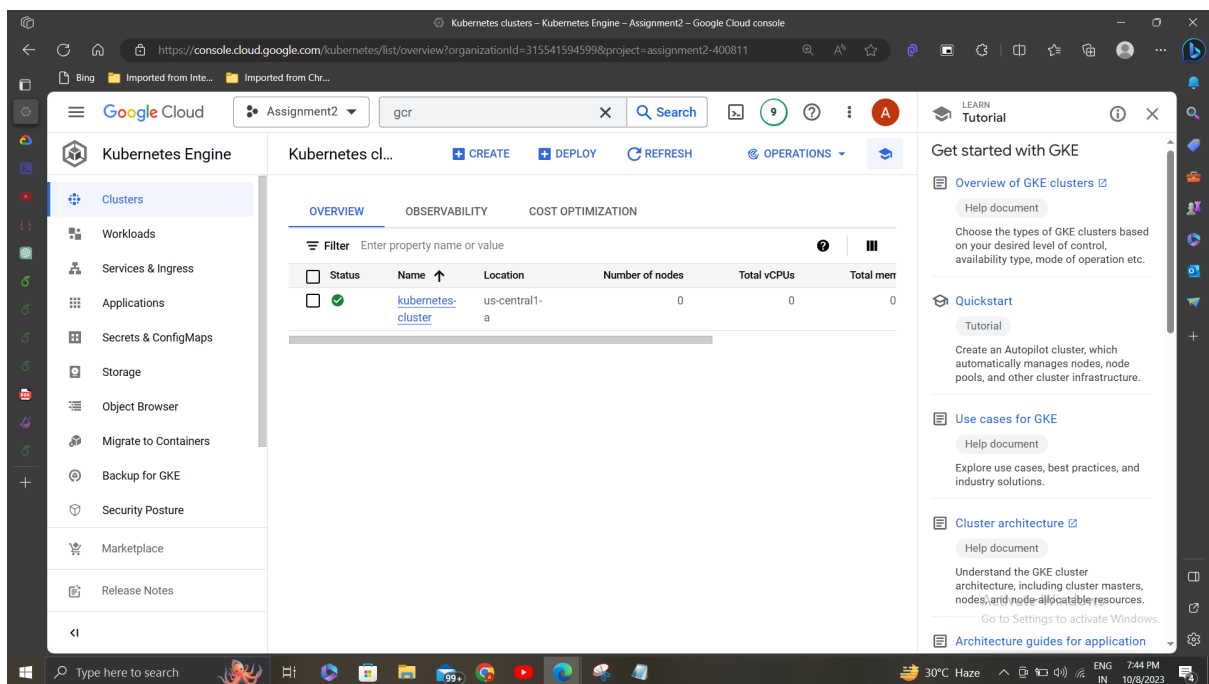 Kubernetes clusters – Kubernetes Engine – Assignment2 – Google Cloud console
https://console.cloud.google.com/kubernetes/list/overview?organizationId=315541594599&project=assignment2-400811
Bing Imported from Inte... Imported from Chr...
Google Cloud Assignment2 gcr Search 9 ? A
LEARN
Tutorial
Kubernetes Engine
Kubernetes cl... CREATE DEPLOY REFRESH OPERATIONS
Clusters
Workloads
Services & Ingress
Applications
Secrets & ConfigMaps
Storage
Object Browser
Migrate to Containers
Backup for GKE
Security Posture
Marketplace
Release Notes
OVERVIEW OBSERVABILITY COST OPTIMIZATION
Filter Enter property name or value
Status Name Location Number of nodes Total vCPUs Total mem
kubernetes-cluster us-central1-a 0 0 0
Get started with GKE
Overview of GKE clusters
Help document
Choose the types of GKE clusters based
on your desired level of control,
availability type, mode of operation etc.
Quickstart
Tutorial
Create an Autopilot cluster, which
automatically manages nodes, node
pools, and other cluster infrastructure.
Use cases for GKE
Help document
Explore use cases, best practices, and
industry solutions.
Cluster architecture
Help document
Understand the GKE cluster
architecture, including cluster masters,
nodes, and node allocatable resources.
Activate Windows
Go to Settings to activate Windows.
Architecture guides for application
Type here to search 99+ 30°C Haze ENG 7:44 PM
IN 10/8/2023 4